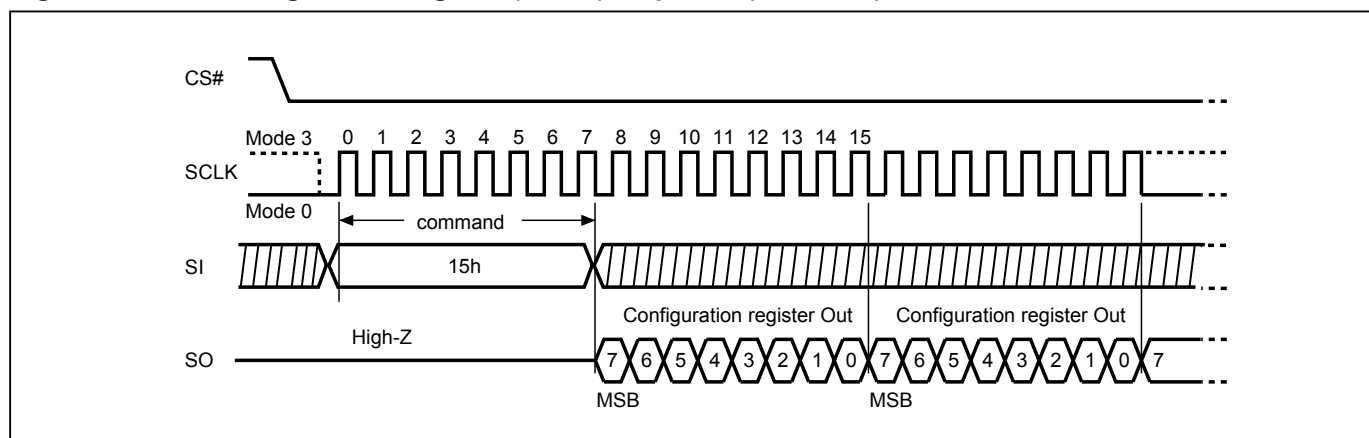 CS#
Mode 3 0 1 2 3 4 5 6 7 8 9 10 11 12 13 14 15
SCLK
Mode 0
command
SI 15h
Configuration register Out Configuration register Out
High-Z
SO 7 6 5 4 3 2 1 0 7 6 5 4 3 2 1 0 7
MSB MSB